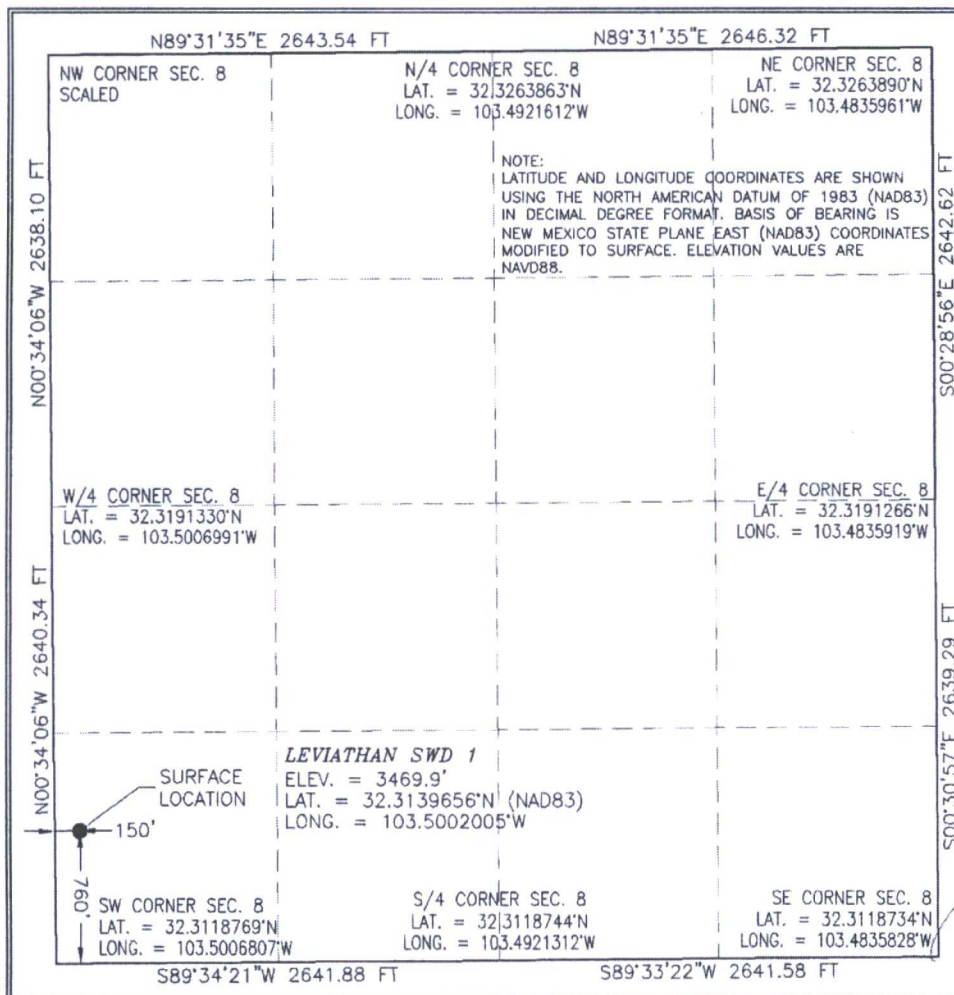 N89°31'35"E 2643.54 FT
N89°31'35"E 2646.32 FT
NW CORNER SEC. 8
SCALED
N/4 CORNER SEC. 8
LAT. = 32.3263863°N
LONG. = 103.4921612°W
NE CORNER SEC. 8
LAT. = 32.3263890°N
LONG. = 103.4835961°W
NOTE:
LATITUDE AND LONGITUDE COORDINATES ARE SHOWN
USING THE NORTH AMERICAN DATUM OF 1983 (NAD83)
IN DECIMAL DEGREE FORMAT. BASIS OF BEARING IS
NEW MEXICO STATE PLANE EAST (NAD83) COORDINATES
MODIFIED TO SURFACE. ELEVATION VALUES ARE
NAVD88.
N00°34'06"W 2638.10 FT
S00°28'56"E 2642.62 FT
W/4 CORNER SEC. 8
LAT. = 32.3191330°N
LONG. = 103.5006991°W
E/4 CORNER SEC. 8
LAT. = 32.3191266°N
LONG. = 103.4835919°W
N00°34'06"W 2640.34 FT
S00°30'57"E 2639.29 FT
LEVIATHAN SWD 1
ELEV. = 3469.9'
LAT. = 32.3139656°N (NAD83)
LONG. = 103.5002005°W
SURFACE
LOCATION
150'
760'
SW CORNER SEC. 8
LAT. = 32.3118769°N
LONG. = 103.5006807°W
S/4 CORNER SEC. 8
LAT. = 32.3118744°N
LONG. = 103.4921312°W
SE CORNER SEC. 8
LAT. = 32.3118734°N
LONG. = 103.4835828°W
S89°34'21"W 2641.88 FT
S89°33'22"W 2641.58 FT